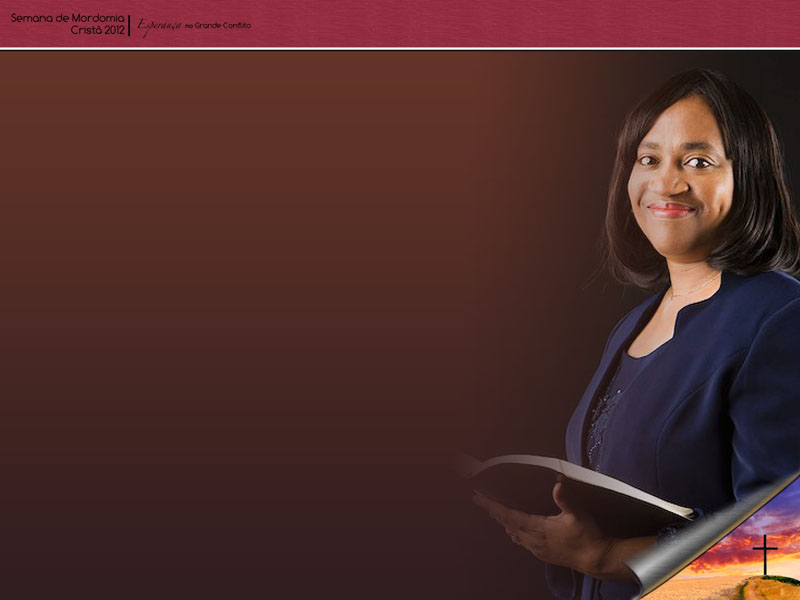 Semana de Mordomia
Cristã 2012
Esperança no Grande Conflito